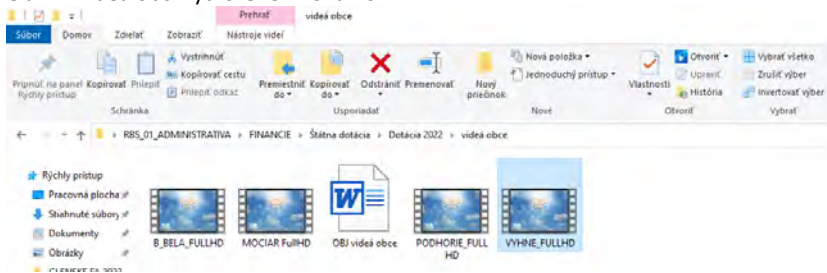 Prehrať videá obce
Súbor Domov Zdieľať Zobraziť Nástroje videí
Vystrihnúť
Kopírovať cestu
Prilepiť odkaz
Pripnúť na panel Rýchly prístup
Kopírovať Prilepiť
Premiestniť do Kopírovať do Odstrániť Premenovať
Nový priečinok
Nová položka
Jednoduchý prístup
Vlastnosti
Otvoriť
Upraviť
História
Vybrať všetko
Zrušiť výber
Invertovať výber
Schránka Usporiadať Nové Otvoriť Vybrať
RBS_01_ADMINISTRATIVA › FINANCIE › Štátna dotácia › Dotácia 2022 › videá obce
Rýchly prístup
Pracovná plocha
Stiahnuté súbory
Dokumenty
Obrázky
B_BELA_FULLHD MOCIAR FullHD OBJ videá obce PODHORIE_FULL HD VYHNE_FULLHD